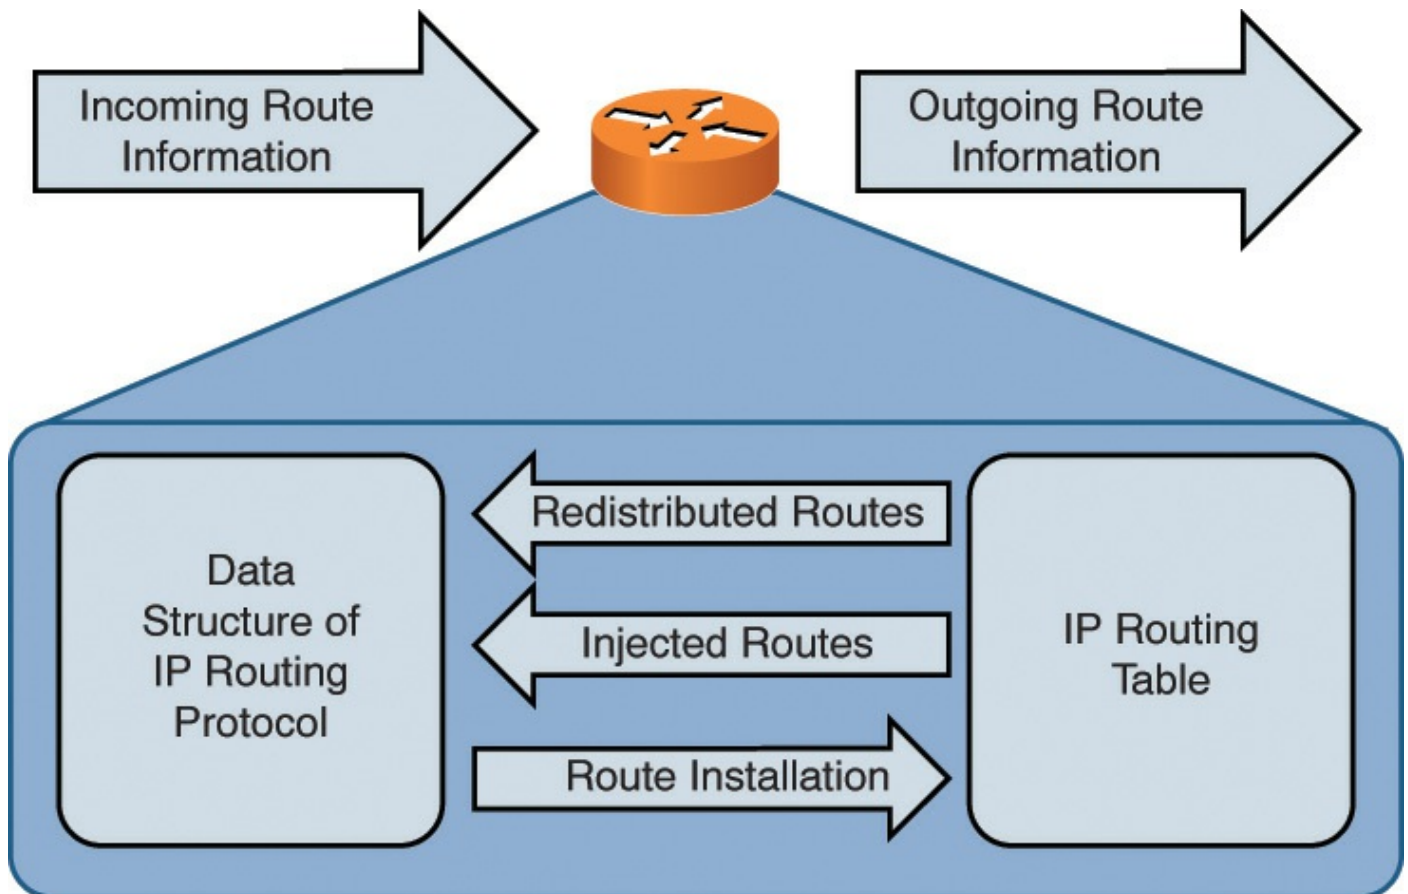 Incoming Route
Information
Outgoing Route
Information
Data
Structure of
IP Routing
Protocol
Redistributed Routes
Injected Routes
Route Installation
IP Routing
Table